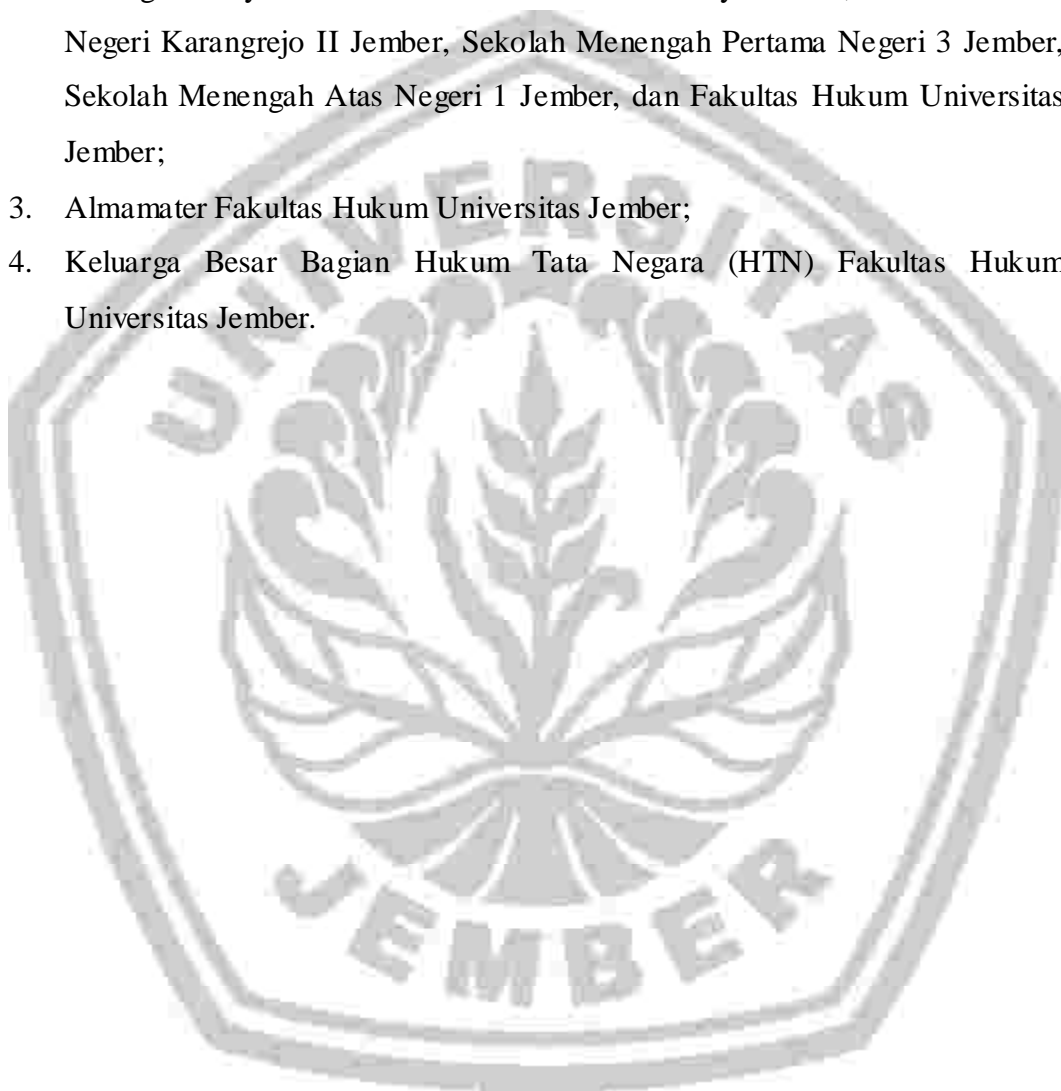 Negeri Karangrejo II Jember, Sekolah Menengah Pertama Negeri 3 Jember,
Sekolah Menengah Atas Negeri 1 Jember, dan Fakultas Hukum Universitas
Jember;
3. Almamater Fakultas Hukum Universitas Jember;
4. Keluarga Besar Bagian Hukum Tata Negara (HTN) Fakultas Hukum
Universitas Jember.
UNIVERSITAS
JEMBER